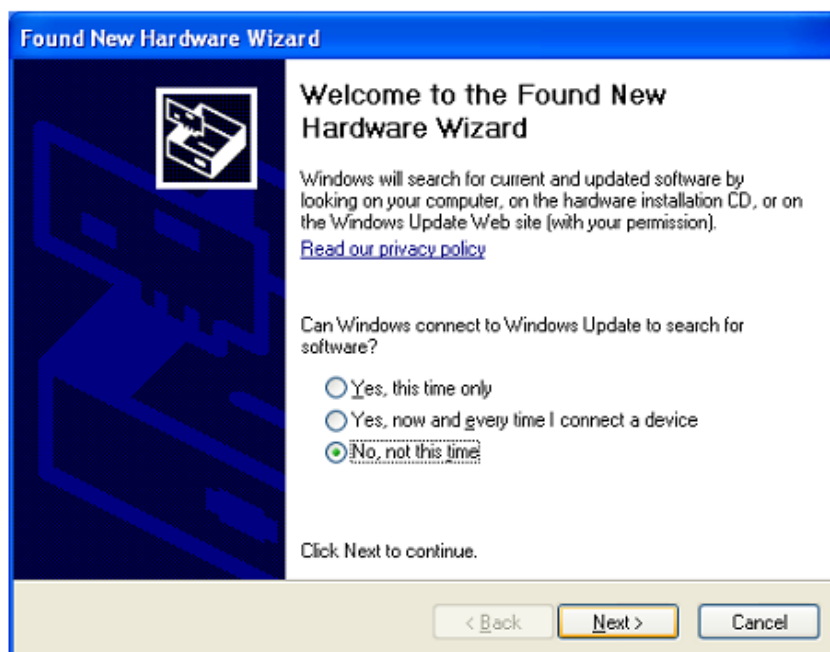 Found New Hardware Wizard
Welcome to the Found New
Hardware Wizard
Windows will search for current and updated software by
looking on your computer, on the hardware installation CD, or on
the Windows Update Web site (with your permission).
Read our privacy policy
Can Windows connect to Windows Update to search for
software?
Yes, this time only
Yes, now and every time I connect a device
No, not this time
Click Next to continue.
< Back
Next >
Cancel